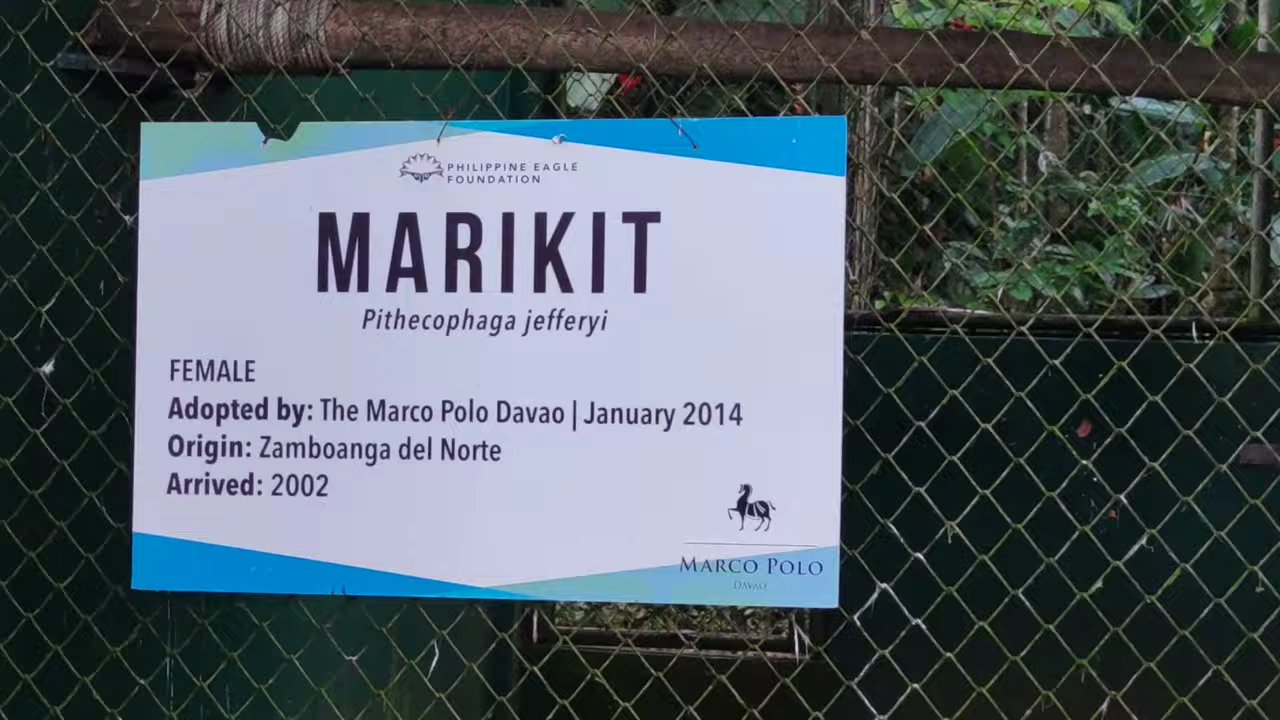 PHILIPPINE EAGLE
FOUNDATION
MARIKIT
Pithecophaga jefferyi
FEMALE
Adopted by: The Marco Polo Davao | January 2014
Origin: Zamboanga del Norte
Arrived: 2002
MARCO POLO
DAVAO